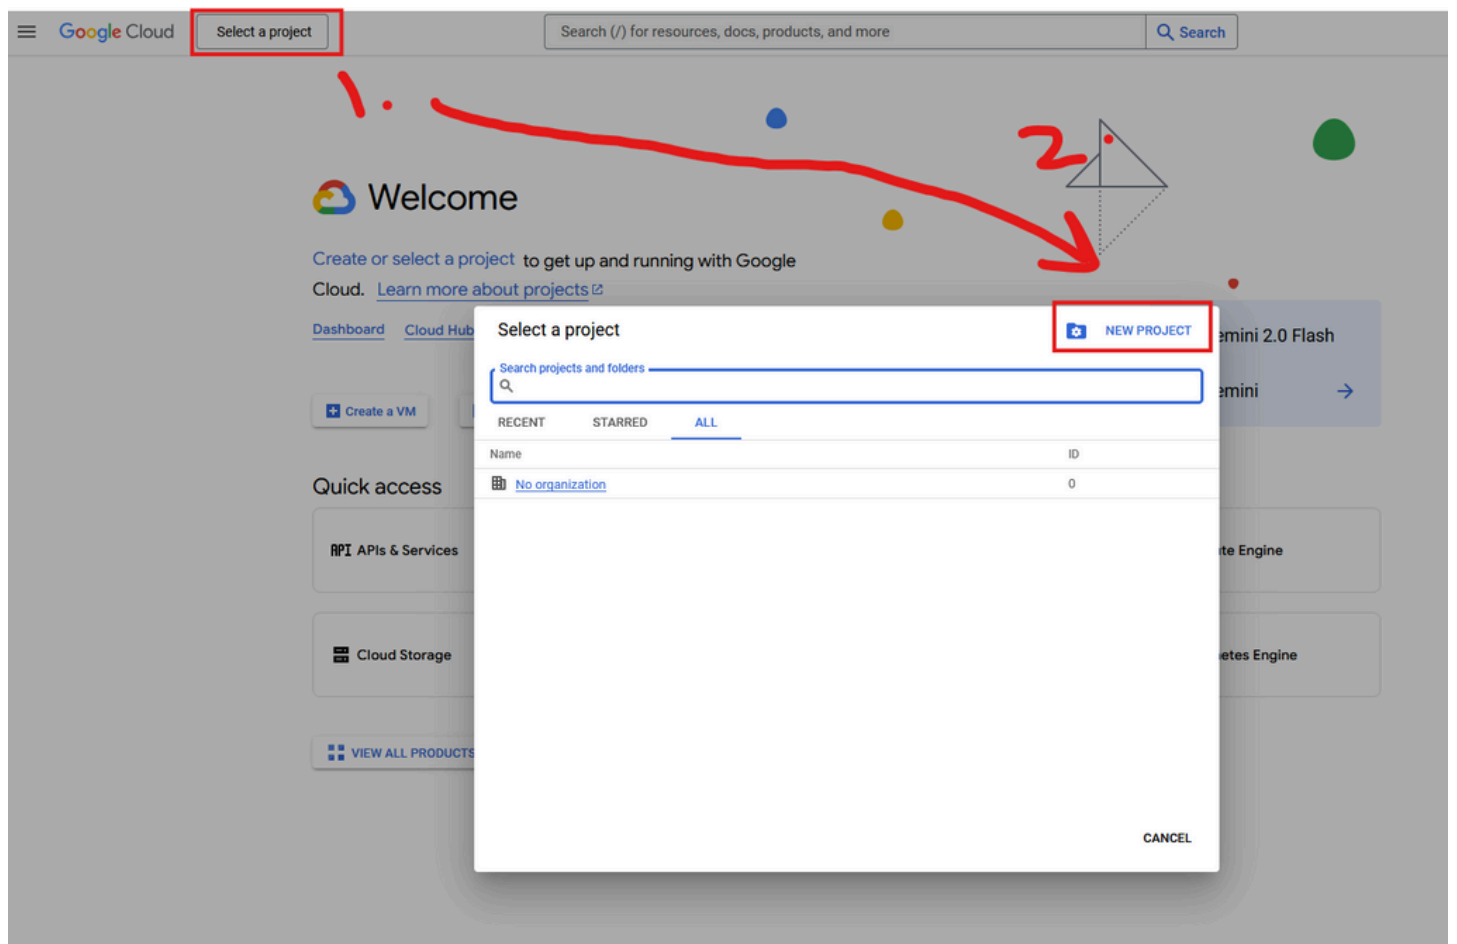 Google Cloud
Select a project
Search (/) for resources, docs, products, and more
Search
1.
2.
Welcome
Create or select a project to get up and running with Google
Cloud. Learn more about projects
Dashboard Cloud Hub
Select a project
NEW PROJECT
emini 2.0 Flash
Search projects and folders
emini
Create a VM
RECENT STARRED ALL
Name ID
No organization 0
Quick access
API APIs & Services
te Engine
Cloud Storage
etes Engine
VIEW ALL PRODUCTS
CANCEL